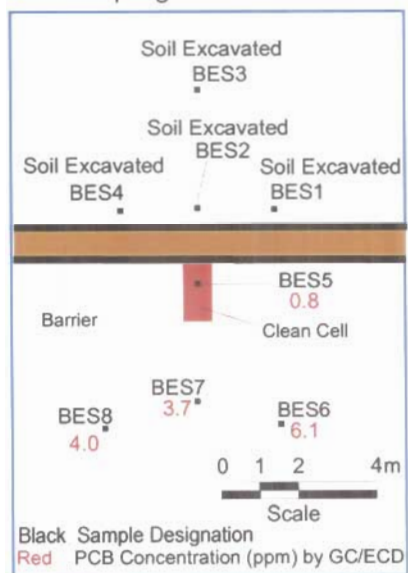 Soil Excavated
BES3
Soil Excavated
BES2
Soil Excavated
BES4
Soil Excavated
BES1
BES5
0.8
Barrier
Clean Cell
BES7
3.7
BES8
4.0
BES6
6.1
0 1 2 4m
Scale
Black Sample Designation
Red PCB Concentration (ppm) by GC/ECD